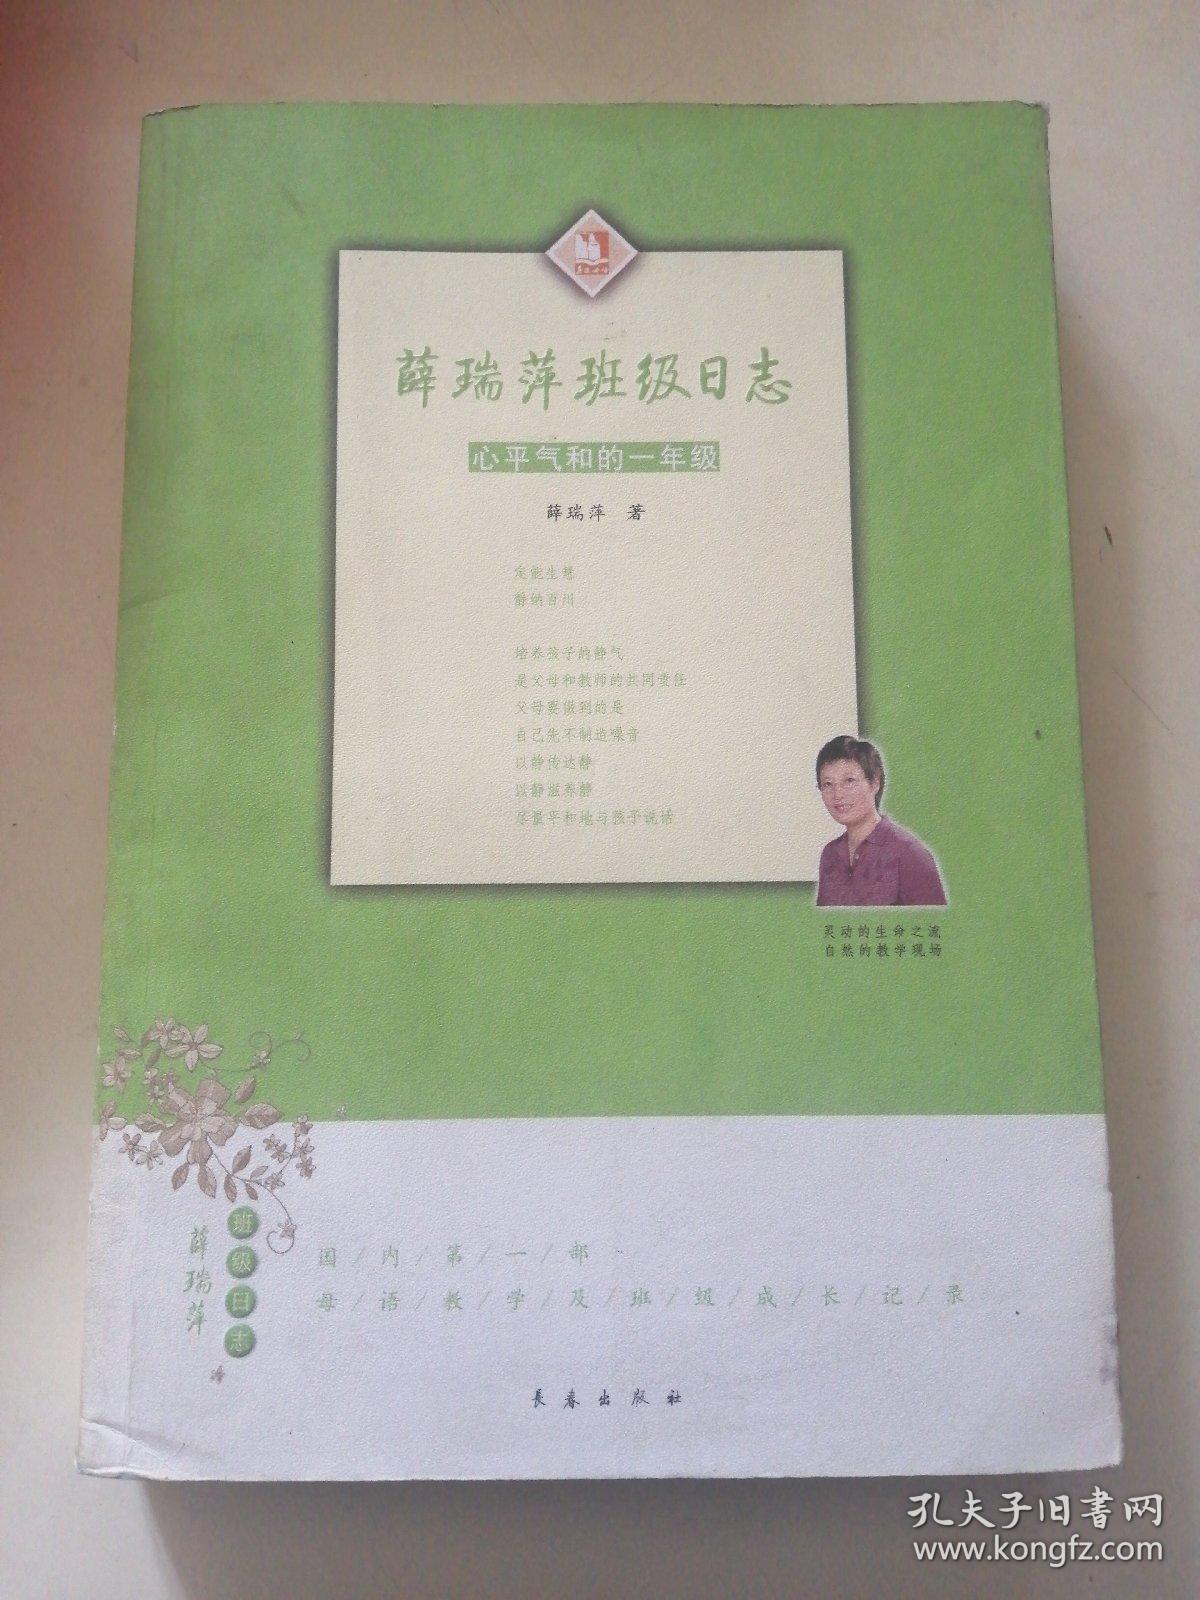 薛瑞萍班级日志
心平气和的一年级
薛瑞萍 著
定能生慧
静纳百川
培养孩子的静气
是父母和教师的共同责任
父母要做到的是
自己先不制造噪音
以静传达静
以静滋养静
尽量平和地与孩子说话
灵动的生命之流
自然的教学现场
薛瑞萍
班级日志
国/内/第/一/部
母/语/教/学/及/班/级/成/长/记/录
长春出版社
孔夫子旧书网
www.kongfz.com